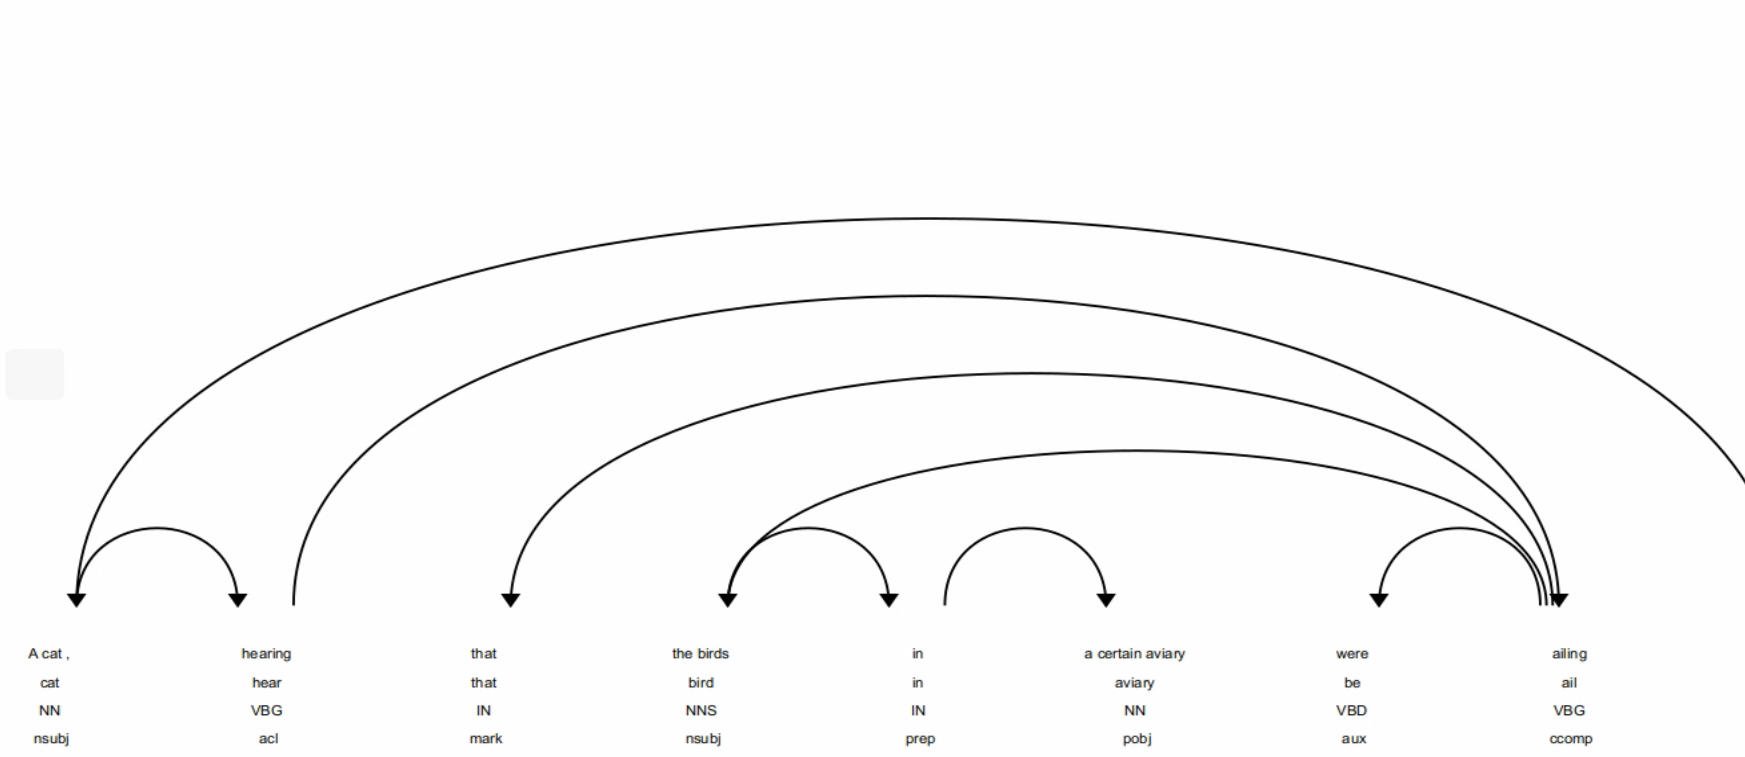 A cat , hearing that the birds in a certain aviary were ailing
cat hear that bird in aviary be ail
NN VBG IN NNS IN NN VBD VBG
nsubj acl mark nsubj prep pobj aux ccomp